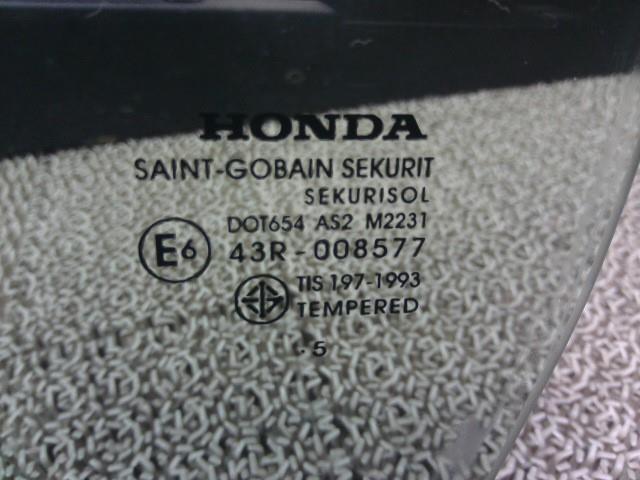 HONDA
SAINT-GOBAIN SEKURIT
SEKURISOL
DOT654 AS2 M2231
E6 43R-008577
TIS 197-1993
TEMPERED
. 5